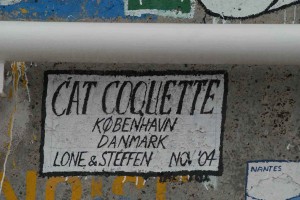 CAT COQUETTE
KØBENHAVN
DANMARK
LONE & STEFFEN NOV '04
NANTES